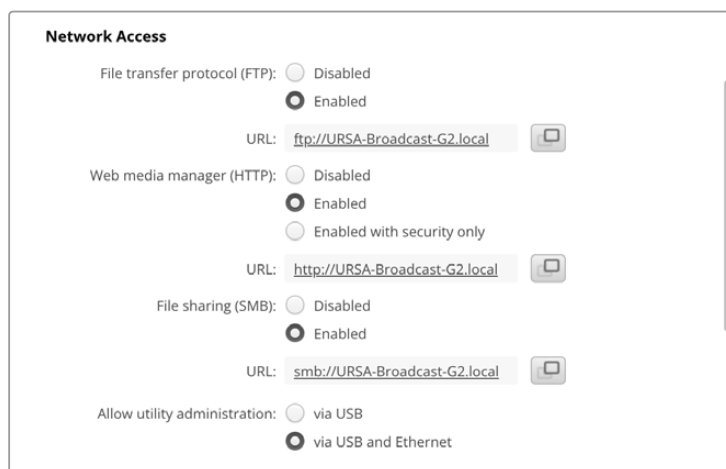 Network Access
File transfer protocol (FTP): Disabled
Enabled
URL: ftp://URSA-Broadcast-G2.local
Web media manager (HTTP): Disabled
Enabled
Enabled with security only
URL: http://URSA-Broadcast-G2.local
File sharing (SMB): Disabled
Enabled
URL: smb://URSA-Broadcast-G2.local
Allow utility administration: via USB
via USB and Ethernet